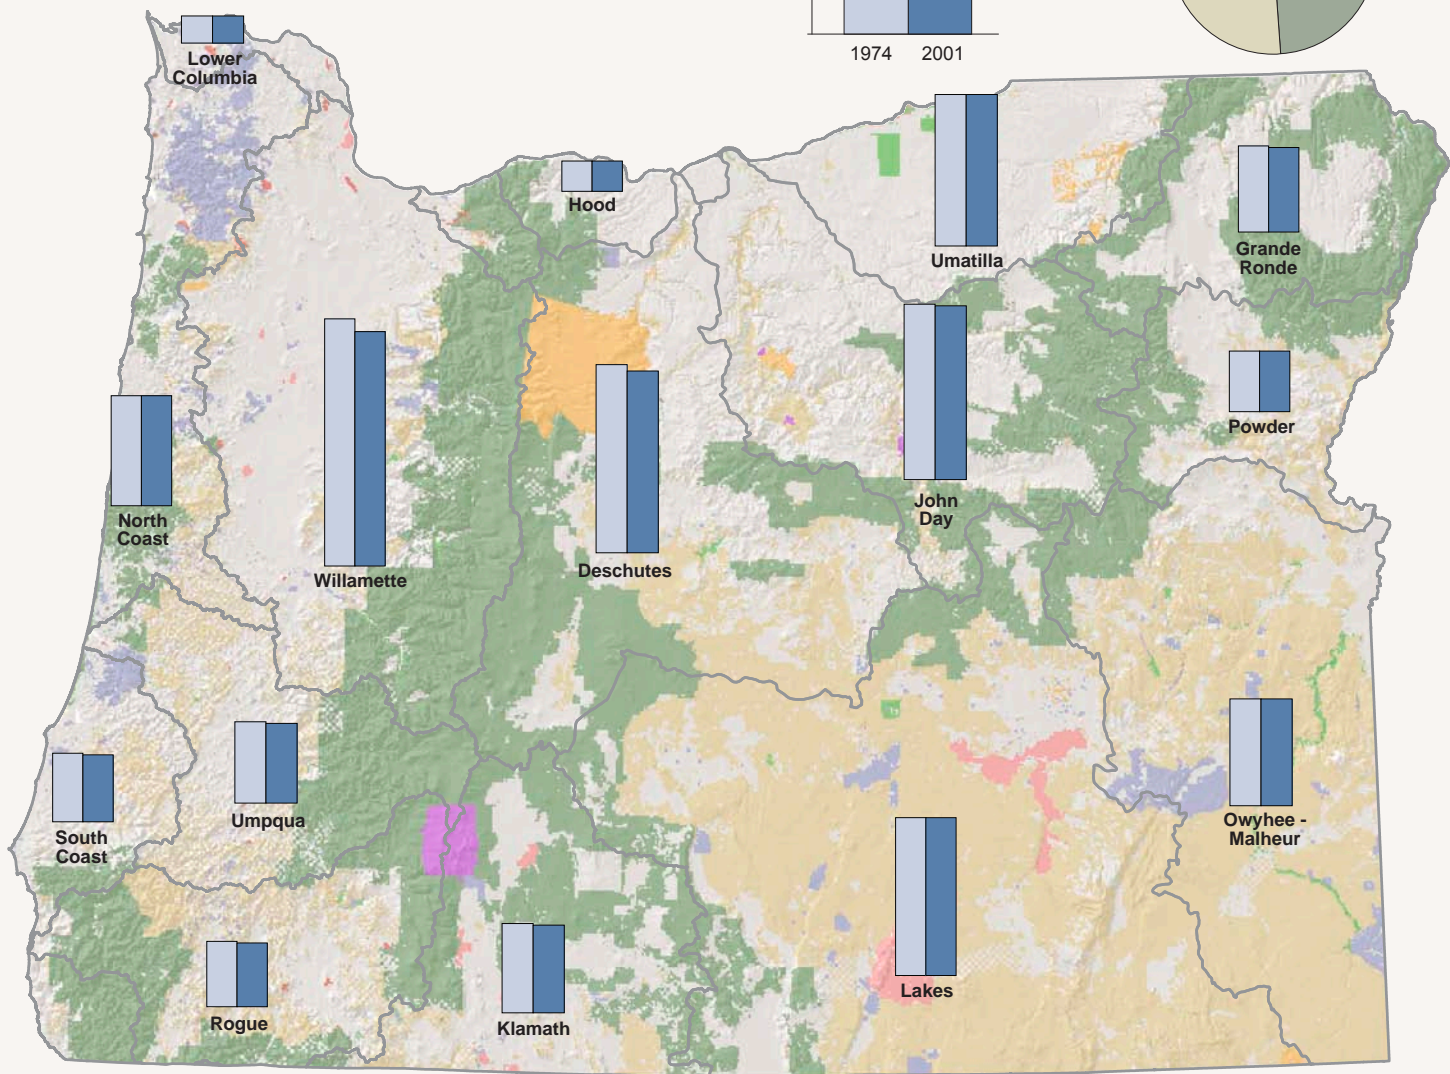 1974 2001
Lower
Columbia
Hood
Umatilla
Grande
Ronde
Powder
North
Coast
Willamette
Deschutes
John
Day
South
Coast
Umpqua
Owyhee -
Malheur
Lakes
Rogue
Klamath